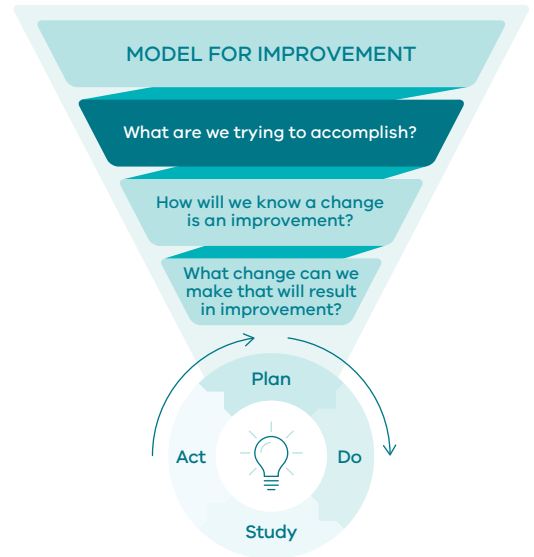 MODEL FOR IMPROVEMENT
What are we trying to accomplish?
How will we know a change
is an improvement?
What change can we
make that will result
in improvement?
Plan
Act
Do
Study